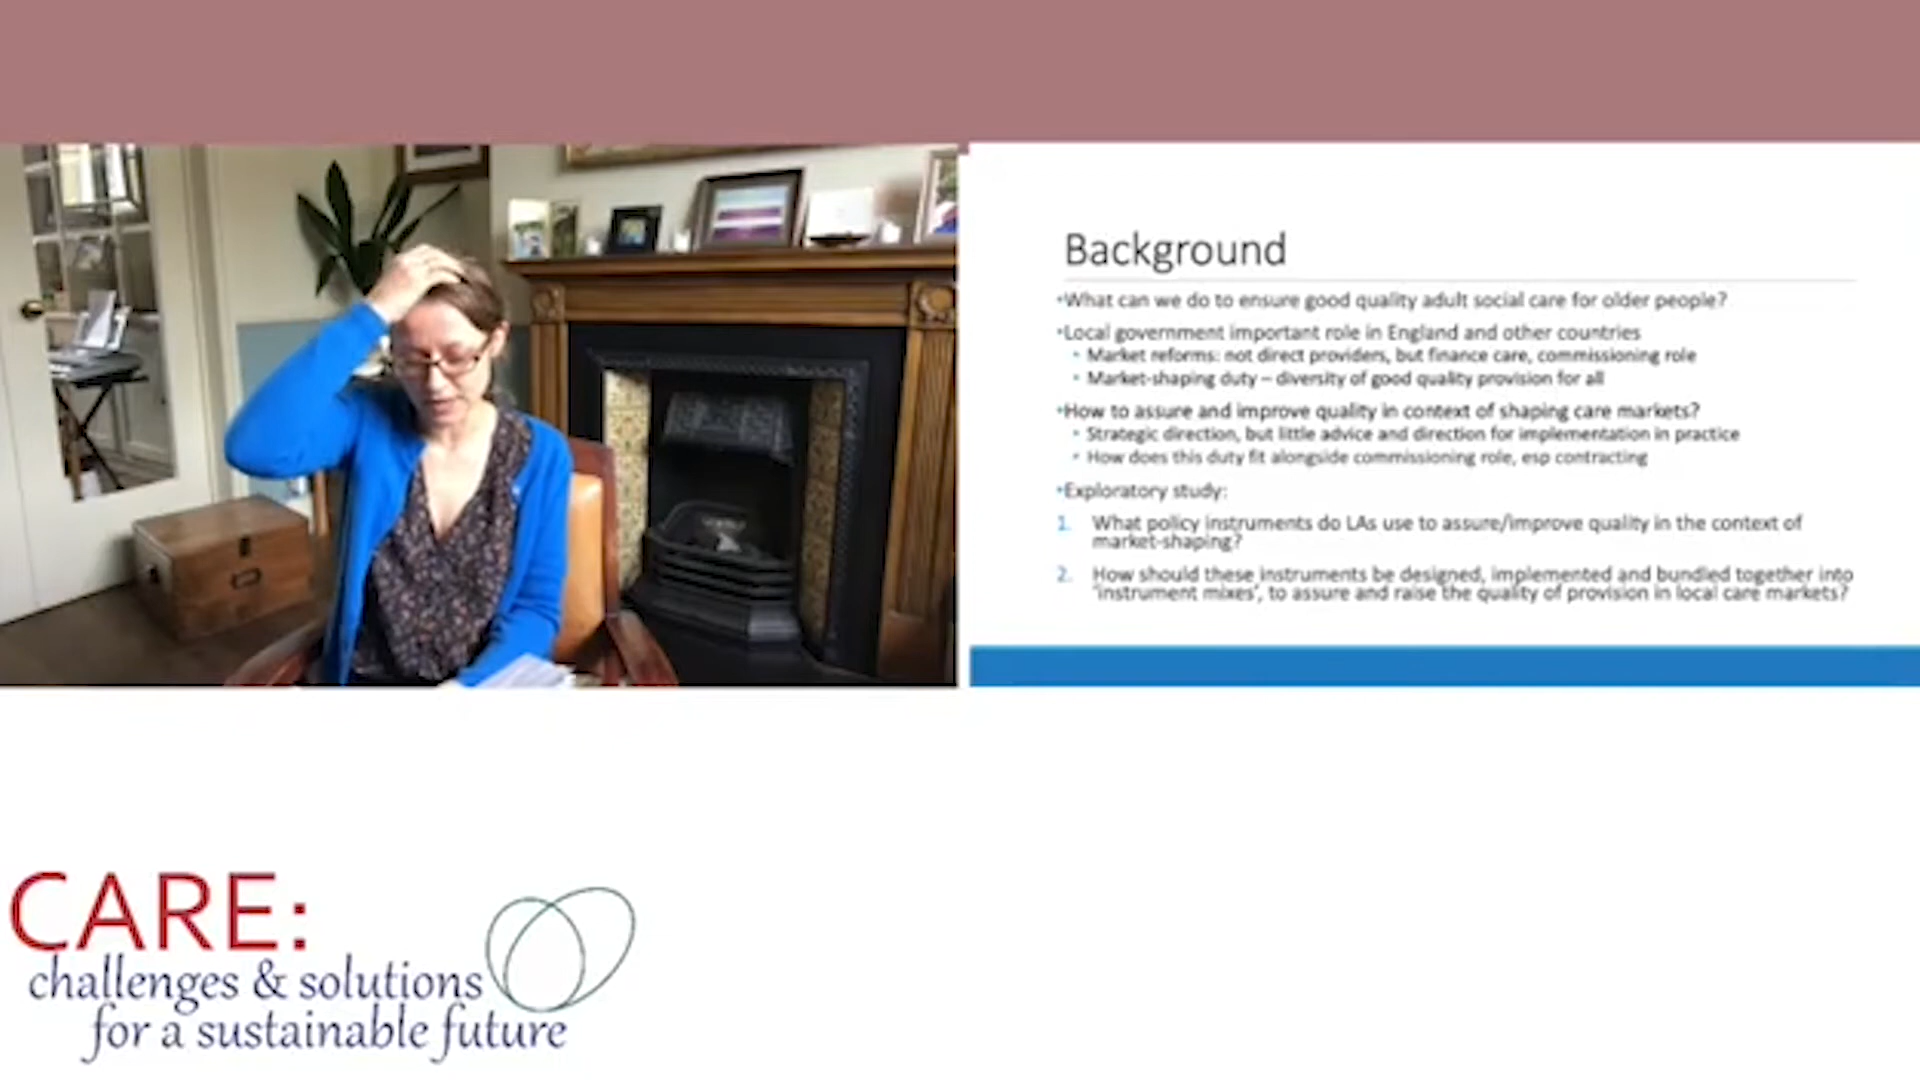 Background
•What can we do to ensure good quality adult social care for older people?
•Local government important role in England and other countries
• Market reforms: not direct providers, but finance care, commissioning role
• Market-shaping duty – diversity of good quality provision for all
•How to assure and improve quality in context of shaping care markets?
• Strategic direction, but little advice and direction for implementation in practice
• How does this duty fit alongside commissioning role, esp contracting
•Exploratory study:
1. What policy instruments do LAs use to assure/improve quality in the context of
market-shaping?
2. How should these instruments be designed, implemented and bundled together into
'instrument mixes', to assure and raise the quality of provision in local care markets?
CARE:
challenges & solutions
for a sustainable future